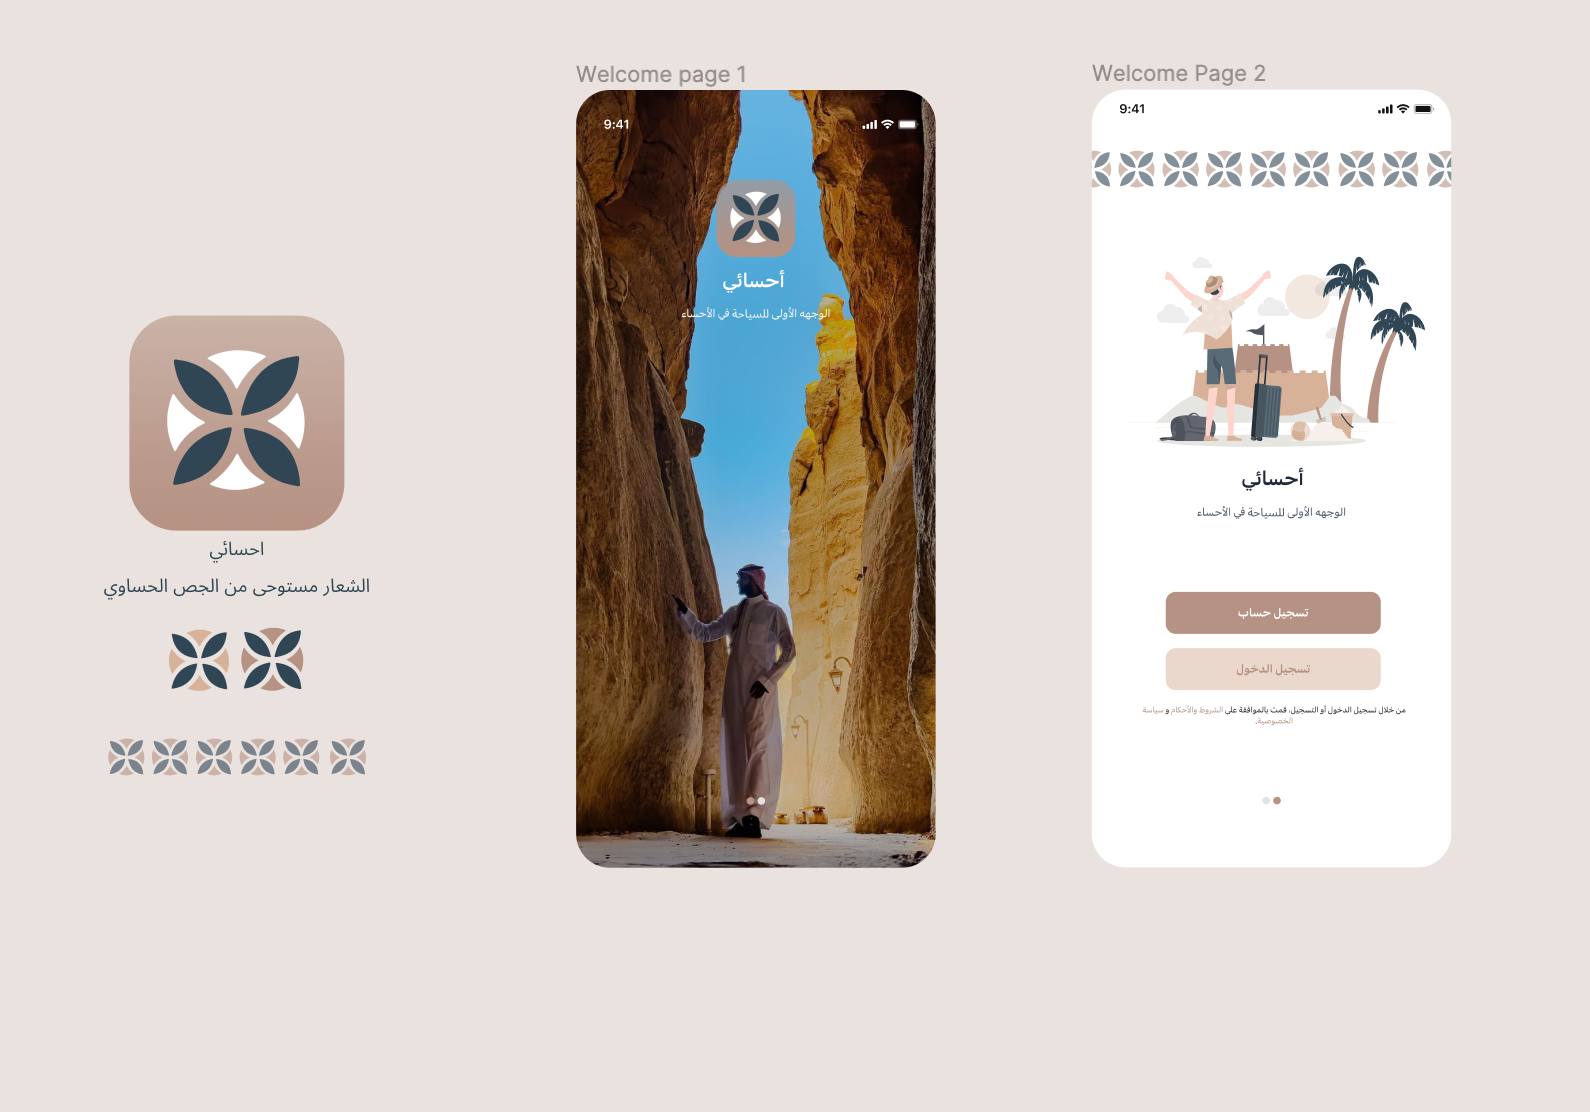 احسائي
الشعار مستوحى من الجص الحساوي
Welcome page 1
9:41
أحسائي
الوجهه الأولى للسياحة في الأحساء
Welcome Page 2
9:41
أحسائي
الوجهه الأولى للسياحة في الأحساء
تسجيل حساب
تسجيل الدخول
من خلال تسجيل الدخول أو التسجيل، قمت بالموافقة على الشروط والأحكام و سياسة
الخصوصية.